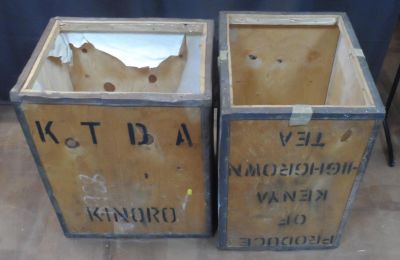 K.T.D.A
KINORO
PRODUCE
OF
KENYA
HIGHGROWN
TEA